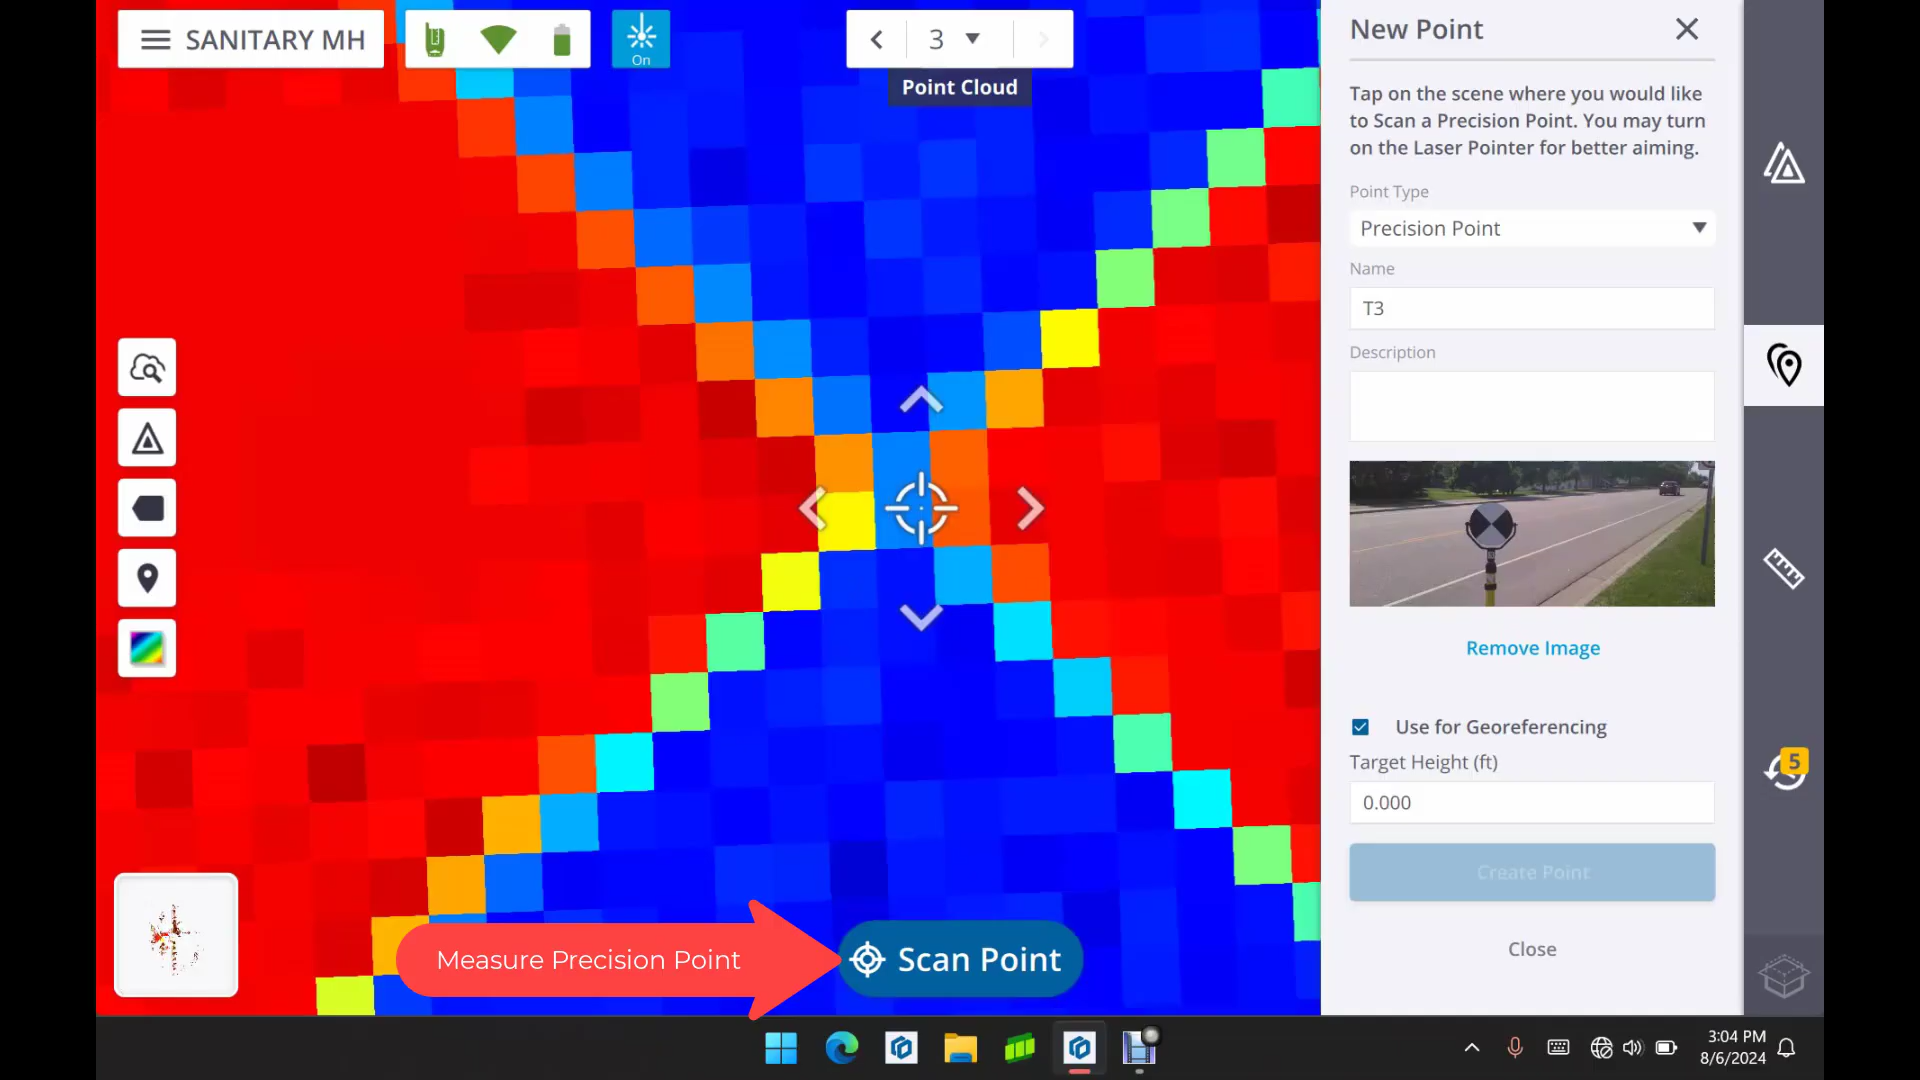 SANITARY MH
On
3
Point Cloud
New Point
Tap on the scene where you would like
to Scan a Precision Point. You may turn
on the Laser Pointer for better aiming.
Point Type
Precision Point
Name
T3
Description
Remove Image
Use for Georeferencing
Target Height (ft)
0.000
Create Point
Close
5
Measure Precision Point
Scan Point
3:04 PM
8/6/2024